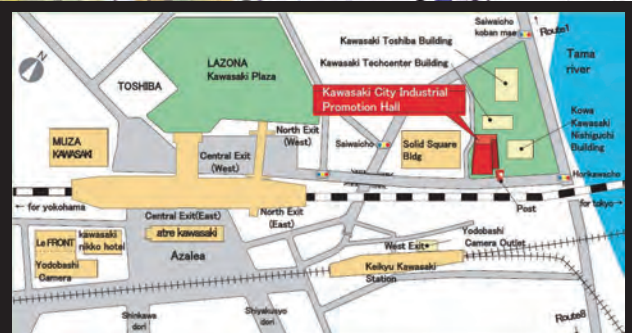 Saiwaicho
koban mae
Route1
Kawasaki Toshiba Building
Tama
river
N
LAZONA
Kawasaki Plaza
Kawasaki Techcenter Building
TOSHIBA
Kawasaki City Industrial
Promotion Hall
Kowa
Kawasaki
Nishiguchi
Building
MUZA
KAWASAKI
North Exit
(West)
Saiwaicho
Solid Square
Bldg
Central Exit
(West)
Horikawacho
Post
← for yokohama
for tokyo→
Central Exit(East)
North Exit
(East)
Le FRONT
kawasaki
nikko hotel
atre kawasaki
Yodobashi
Camera
Azalea
West Exit
Yodobashi
Camera Outlet
Keikyu Kawasaki
Station
Shinkawa
dori
Shiyakusyo
dori
Route8